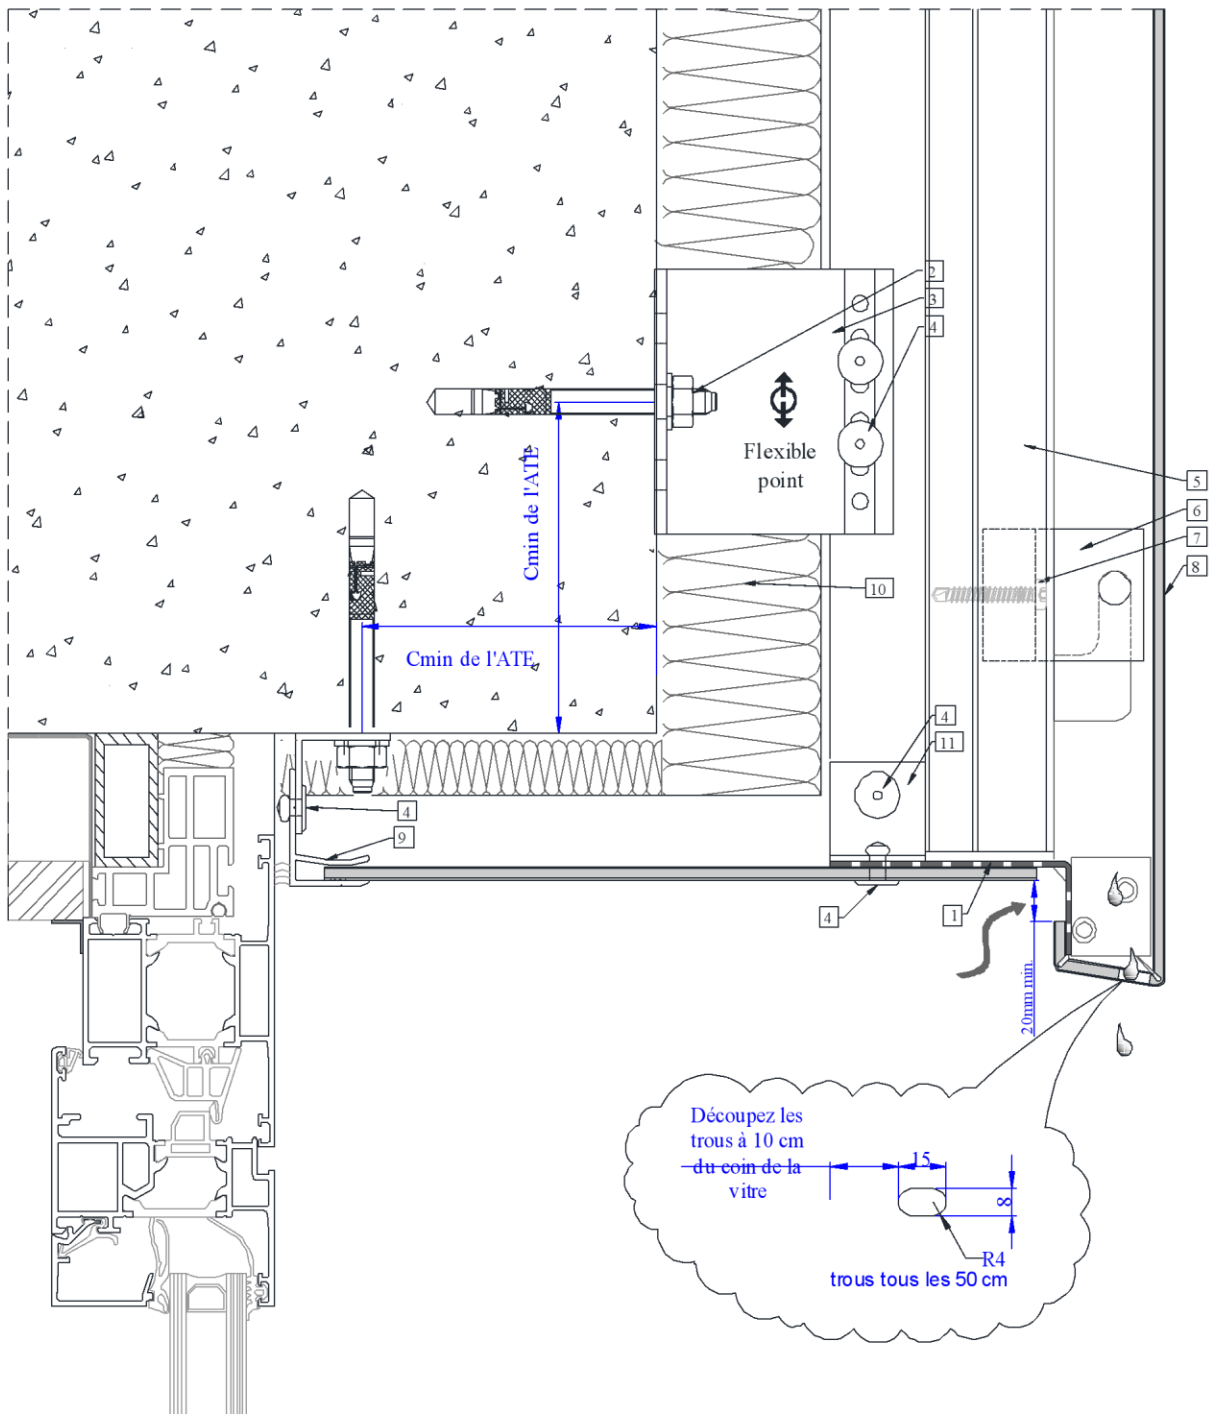 2
3
4
Flexible
point
Cmin de l'ATE
5
6
7
8
10
Cmin de l'ATE
4
11
4
9
4
1
20mm min.
Découpez les
trous à 10 cm
du coin de la
vitre
15
8
R4
trous tous les 50 cm